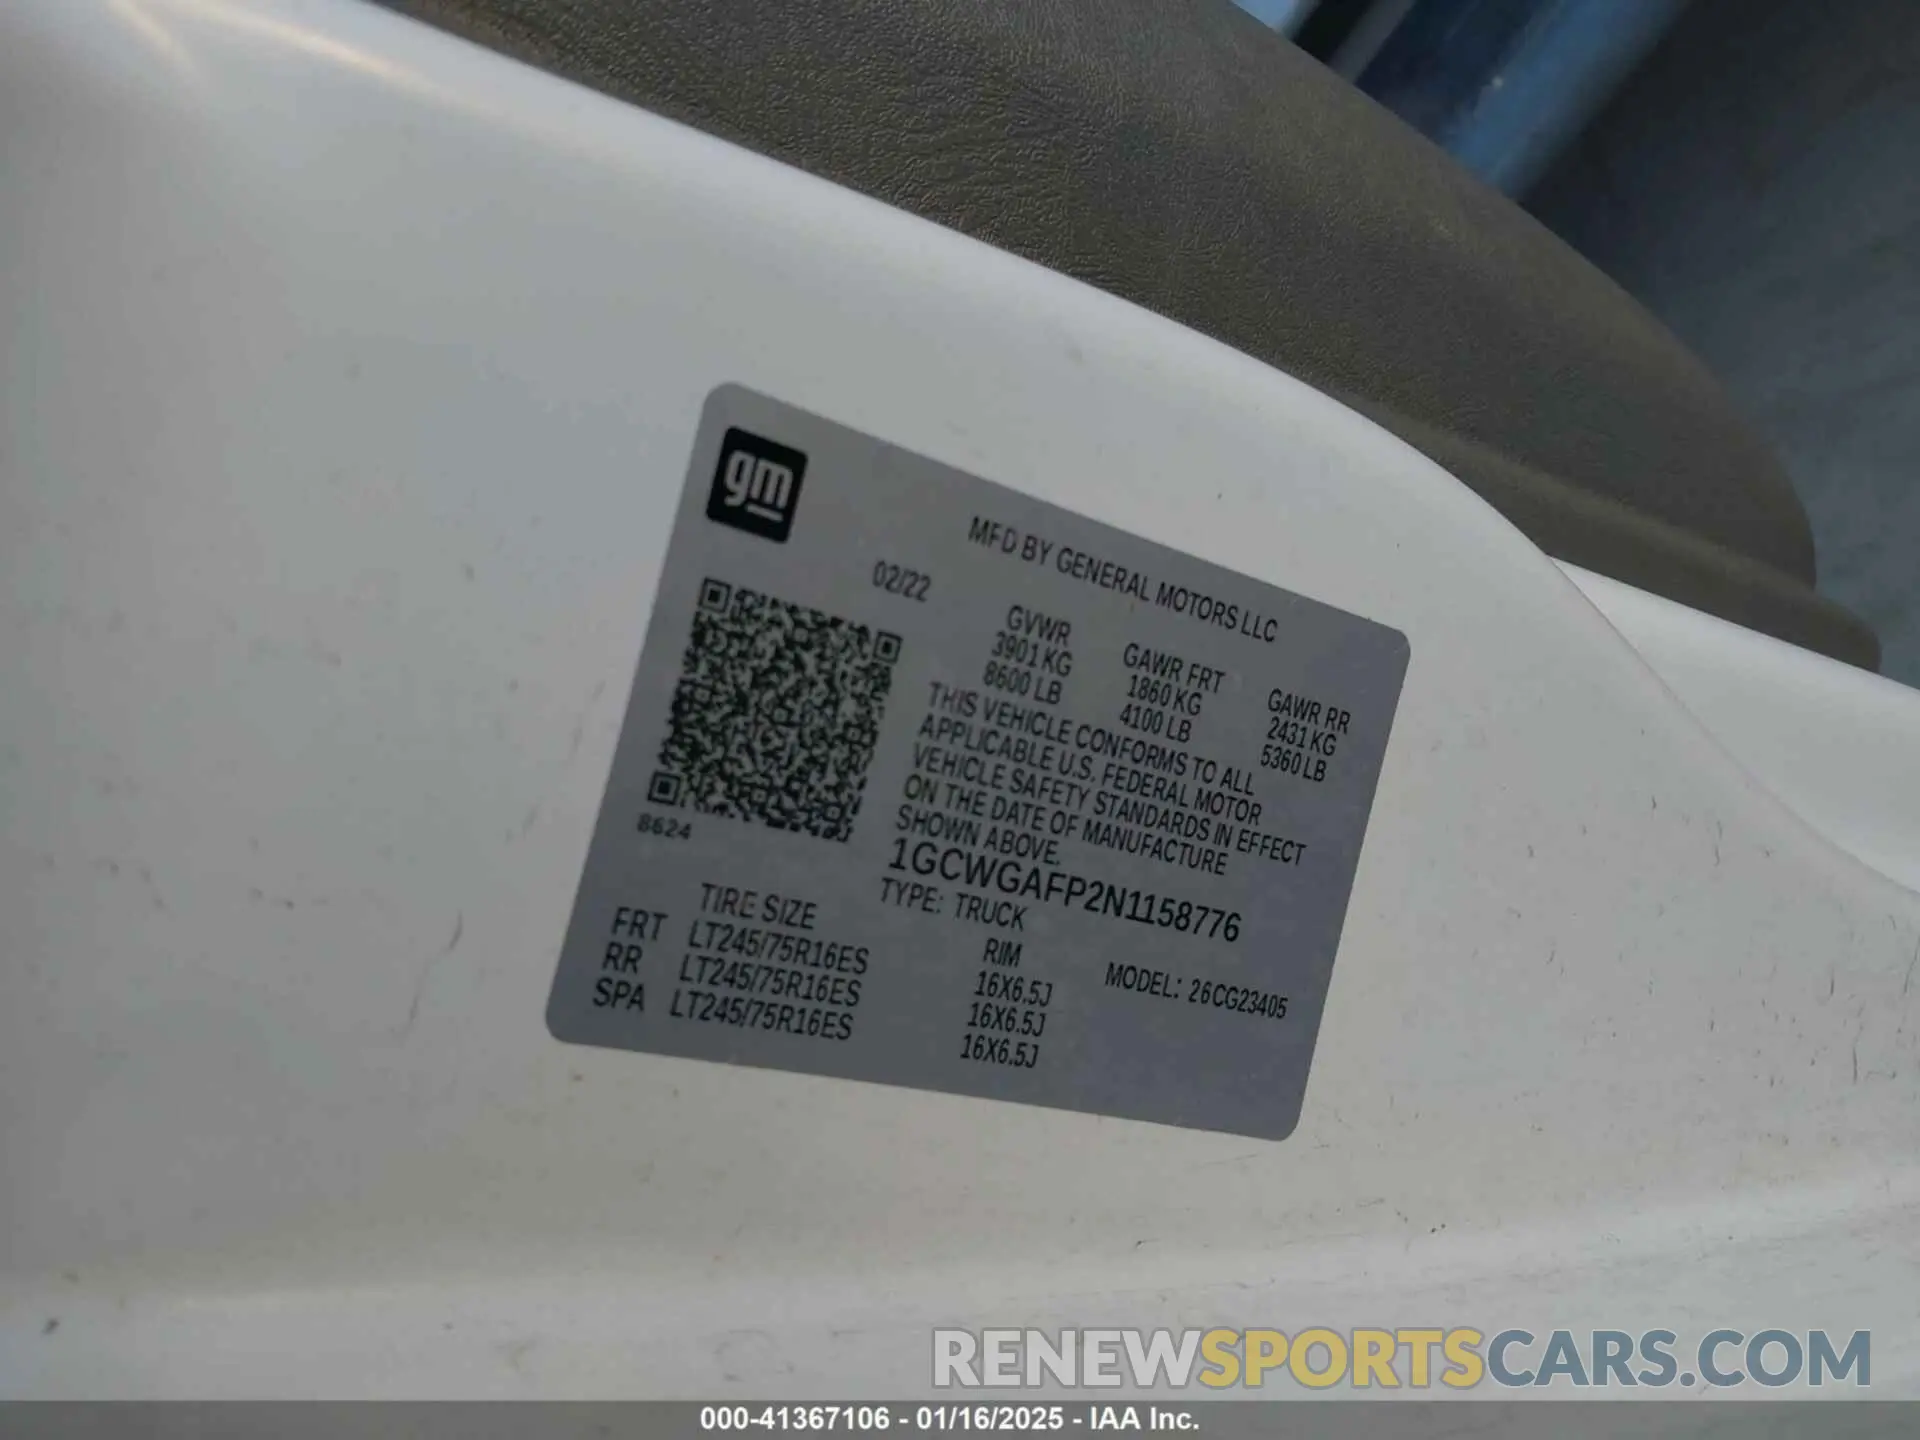 gm
MFD BY GENERAL MOTORS LLC
02/22
GVWR GAWR FRT GAWR RR
3901 KG 1860 KG 2431 KG
8600 LB 4100 LB 5360 LB
THIS VEHICLE CONFORMS TO ALL
APPLICABLE U.S. FEDERAL MOTOR
VEHICLE SAFETY STANDARDS IN EFFECT
ON THE DATE OF MANUFACTURE
SHOWN ABOVE.
8624
1GCWGAFP2N1158776
TYPE: TRUCK MODEL: 26CG23405
TIRE SIZE RIM
FRT LT245/75R16ES 16X6.5J
RR LT245/75R16ES 16X6.5J
SPA LT245/75R16ES 16X6.5J
RENEWSPORTSCARS.COM
000-41367106 - 01/16/2025 - IAA Inc.